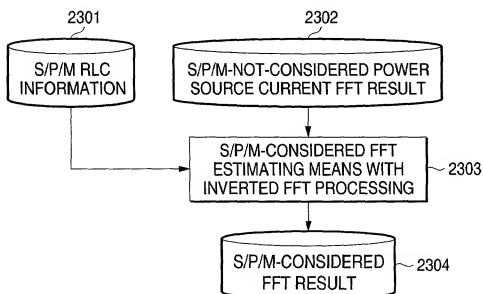 2301
2302
S/P/M RLC
INFORMATION
S/P/M-NOT-CONSIDERED POWER
SOURCE CURRENT FFT RESULT
S/P/M-CONSIDERED FFT
ESTIMATING MEANS WITH
INVERTED FFT PROCESSING
2303
S/P/M-CONSIDERED
FFT RESULT
2304